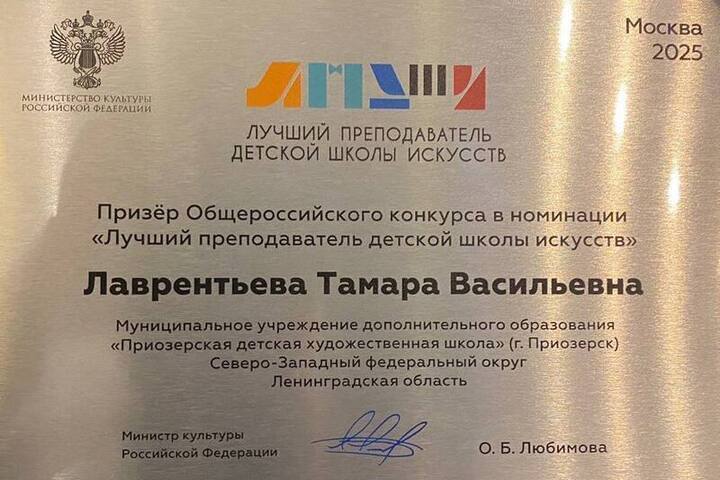 Москва
2025
МИНИСТЕРСТВО КУЛЬТУРЫ
РОССИЙСКОЙ ФЕДЕРАЦИИ
ЛУЧШИЙ ПРЕПОДАВАТЕЛЬ
ДЕТСКОЙ ШКОЛЫ ИСКУССТВ
Призёр Общероссийского конкурса в номинации
«Лучший преподаватель детской школы искусств»
Лаврентьева Тамара Васильевна
Муниципальное учреждение дополнительного образования
«Приозерская детская художественная школа» (г. Приозерск)
Северо-Западный федеральный округ
Ленинградская область
Министр культуры
Российской Федерации
О. Б. Любимова